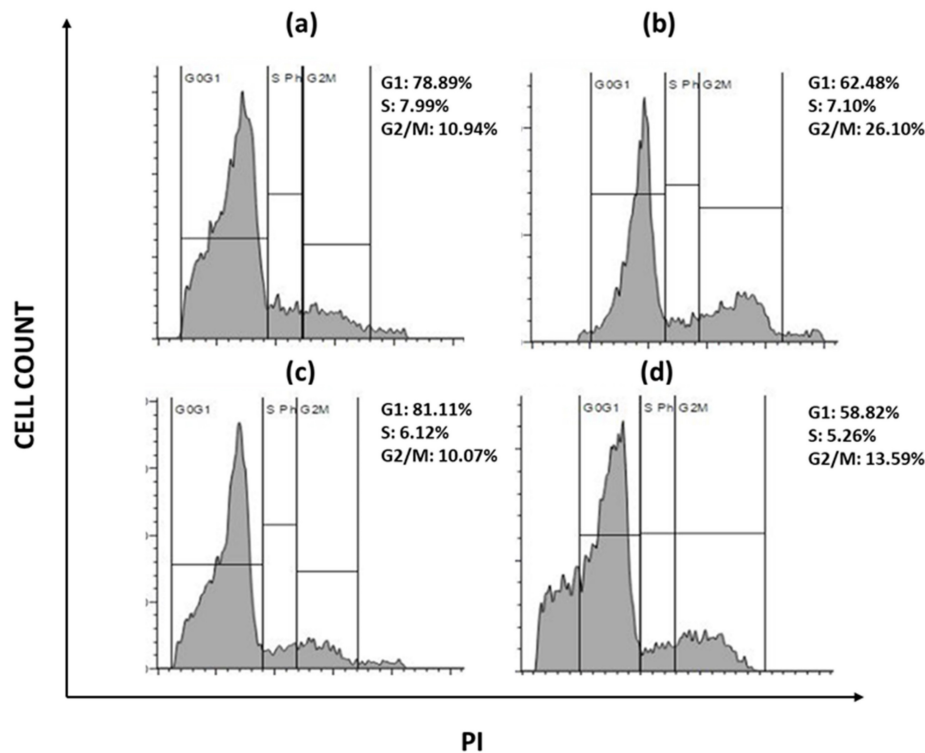 (a)
(b)
G0G1
S Ph
G2M
G1: 78.89%
S: 7.99%
G2/M: 10.94%
G0G1
S Ph
G2M
G1: 62.48%
S: 7.10%
G2/M: 26.10%
(c)
(d)
G0G1
S Ph
G2M
G1: 81.11%
S: 6.12%
G2/M: 10.07%
G0G1
S Ph
G2M
G1: 58.82%
S: 5.26%
G2/M: 13.59%
CELL COUNT
PI